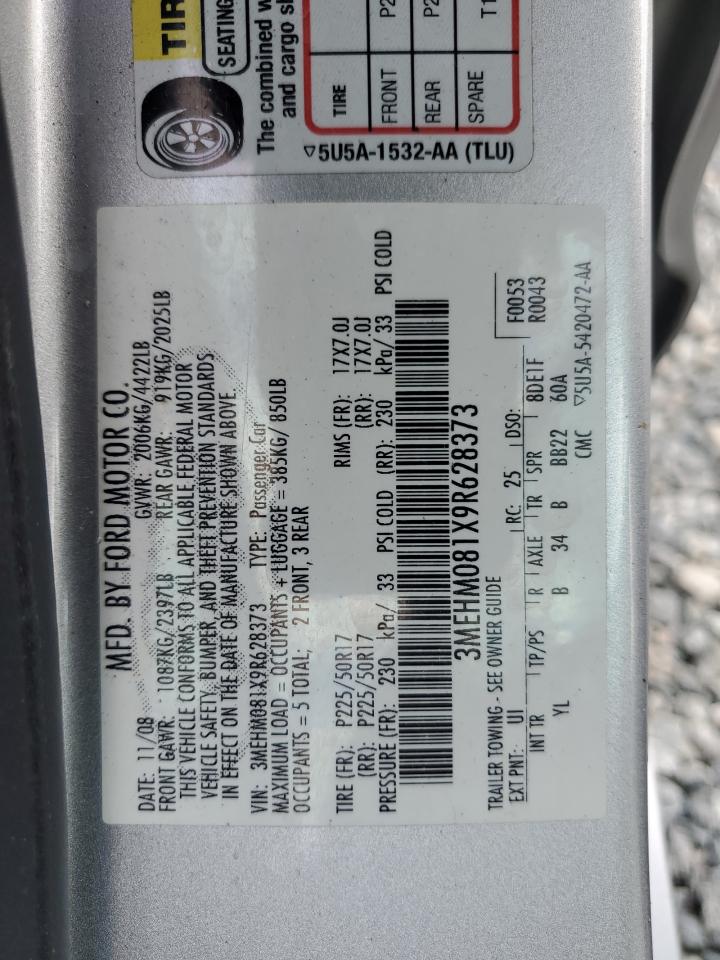 TIR
SEATING
The combined w
and cargo sh
TIRE
FRONT P2
REAR P2
SPARE T1
▽5U5A-1532-AA (TLU)
MFD. BY FORD MOTOR CO.
DATE: 11/08 GVWR: 2006KG/4422LB
FRONT GAWR: 1087KG/2397LB REAR GAWR: 919KG/2025LB
THIS VEHICLE CONFORMS TO ALL APPLICABLE FEDERAL MOTOR
VEHICLE SAFETY, BUMPER, AND THEFT PREVENTION STANDARDS
IN EFFECT ON THE DATE OF MANUFACTURE SHOWN ABOVE.
VIN: 3MEHM081X9R628373 TYPE: Passenger Car
MAXIMUM LOAD = OCCUPANTS + LUGGAGE = 385KG/ 850LB
OCCUPANTS = 5 TOTAL; 2 FRONT, 3 REAR
TIRE (FR): P225/50R17 RIMS (FR): 17X7.0J
(RR): P225/50R17 (RR): 17X7.0J
PRESSURE (FR): 230 kPa/ 33 PSI COLD (RR): 230 kPa/ 33 PSI COLD
3MEHM081X9R628373
TRAILER TOWING - SEE OWNER GUIDE F0053
EXT PNT: UI RC: 25 DSO: R0043
INT TR TP/PS R AXLE TR SPR 8DE1F
YL B 34 B BB22 60A
CMC ▽5U5A-5420472-AA